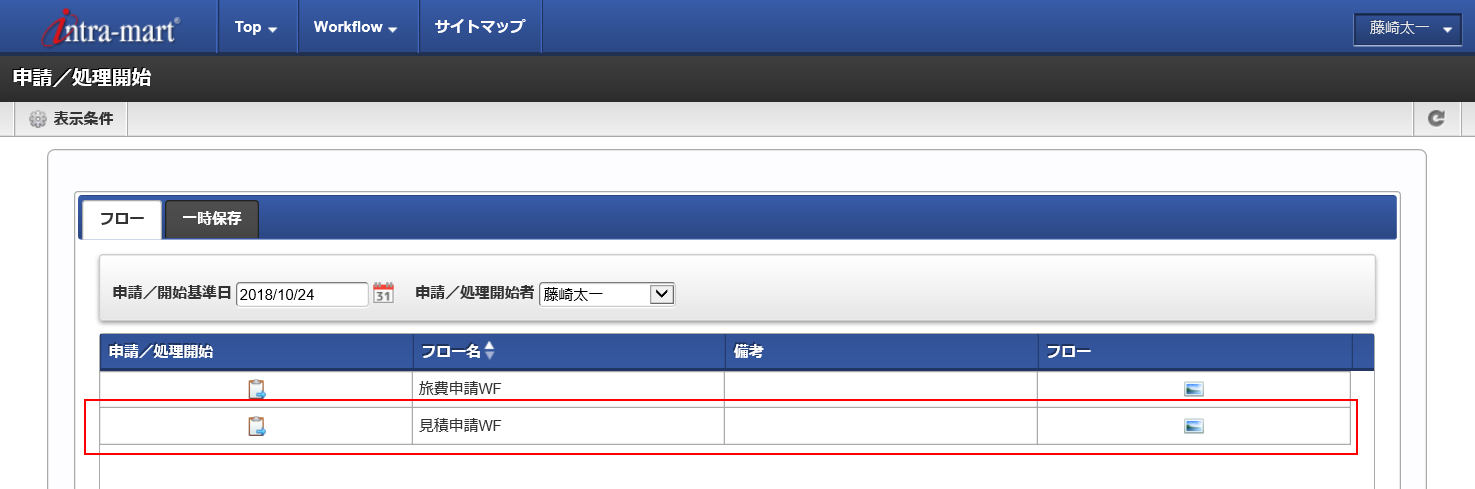 intra-mart®
Top
Workflow
サイトマップ
藤崎太一
申請／処理開始
表示条件
フロー
一時保存
申請／開始基準日 2018/10/24 31 申請／処理開始者 藤崎太一
申請／処理開始 フロー名 備考 フロー
旅費申請WF
見積申請WF